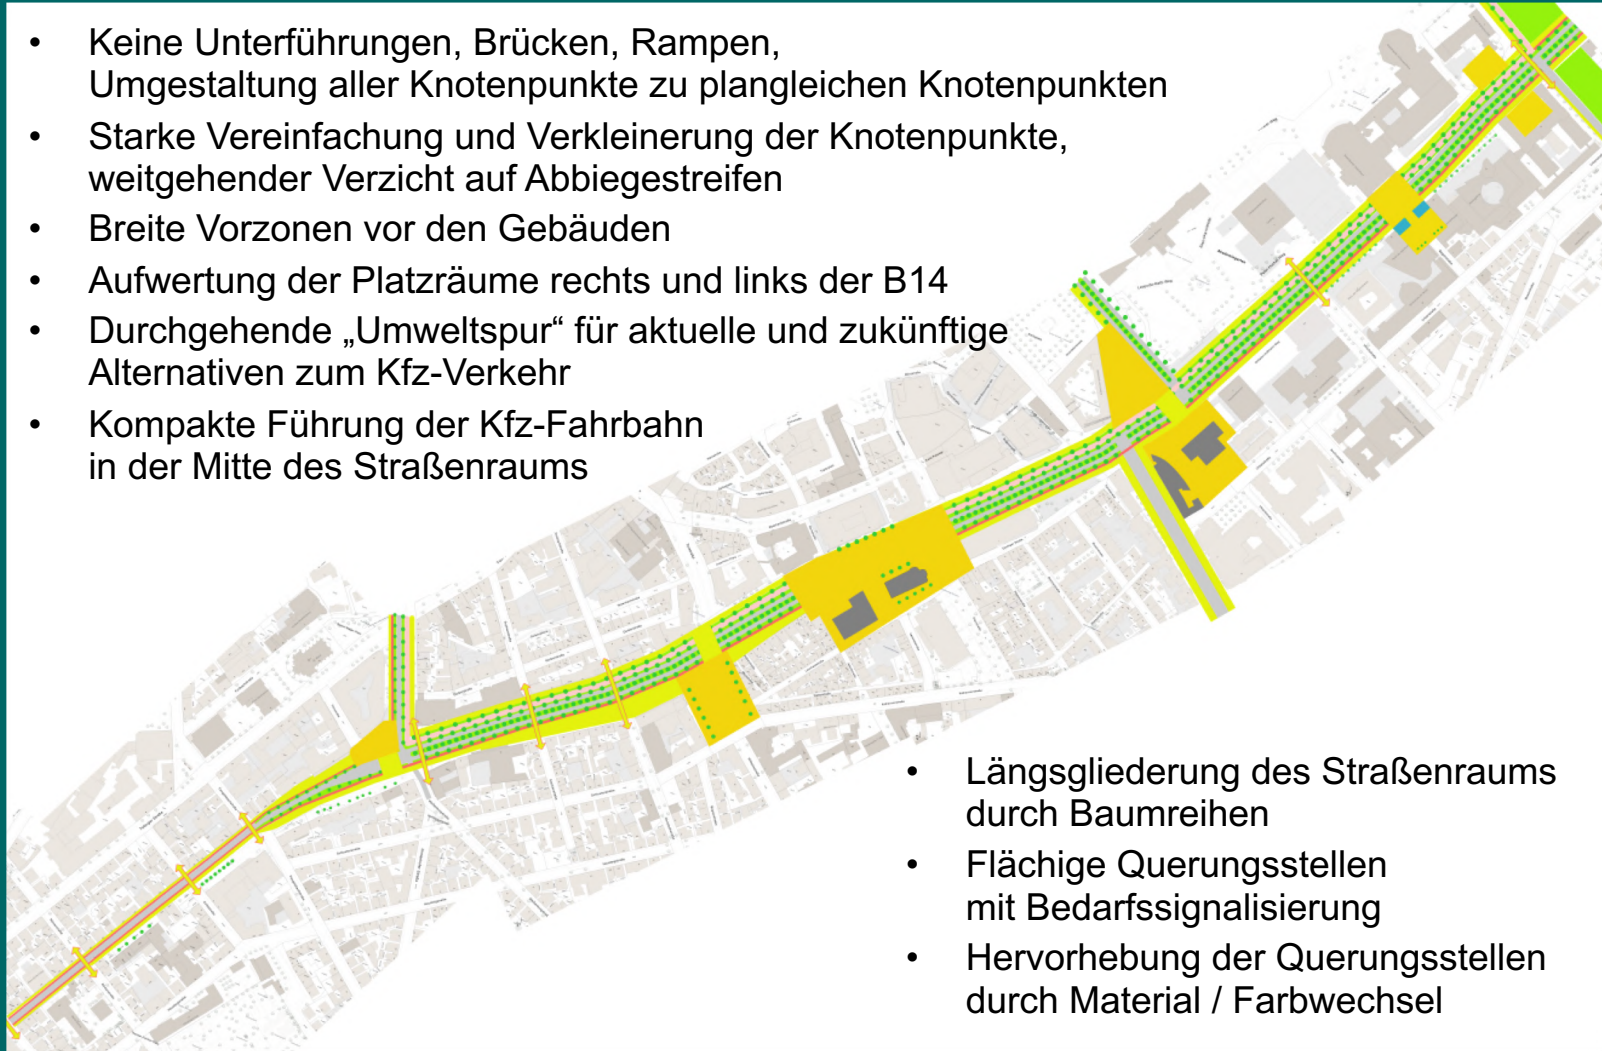 • Keine Unterführungen, Brücken, Rampen,
Umgestaltung aller Knotenpunkte zu plangleichen Knotenpunkten
• Starke Vereinfachung und Verkleinerung der Knotenpunkte,
weitgehender Verzicht auf Abbiegestreifen
• Breite Vorzonen vor den Gebäuden
• Aufwertung der Platzräume rechts und links der B14
• Durchgehende „Umweltspur“ für aktuelle und zukünftige
Alternativen zum Kfz-Verkehr
• Kompakte Führung der Kfz-Fahrbahn
in der Mitte des Straßenraums
• Längsgliederung des Straßenraums
durch Baumreihen
• Flächige Querungsstellen
mit Bedarfssignalisierung
• Hervorhebung der Querungsstellen
durch Material / Farbwechsel